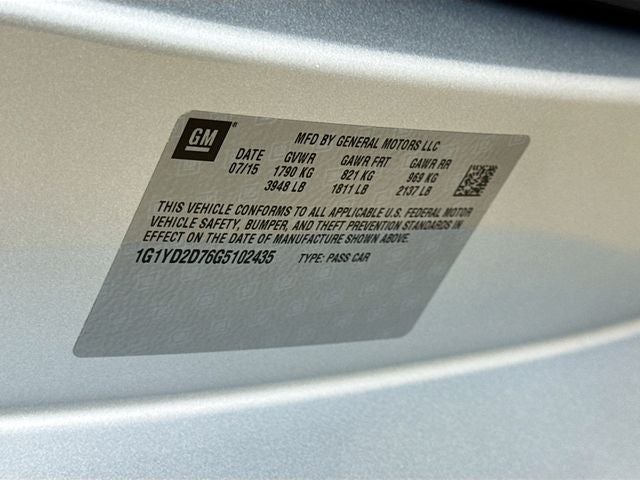 GM®
MFD BY GENERAL MOTORS LLC
DATE GVWR GAWR FRT GAWR RR
07/15 1790 KG 821 KG 969 KG
3948 LB 1811 LB 2137 LB
THIS VEHICLE CONFORMS TO ALL APPLICABLE U.S. FEDERAL MOTOR
VEHICLE SAFETY, BUMPER, AND THEFT PREVENTION STANDARDS IN
EFFECT ON THE DATE OF MANUFACTURE SHOWN ABOVE.
1G1YD2D76G5102435 TYPE: PASS CAR